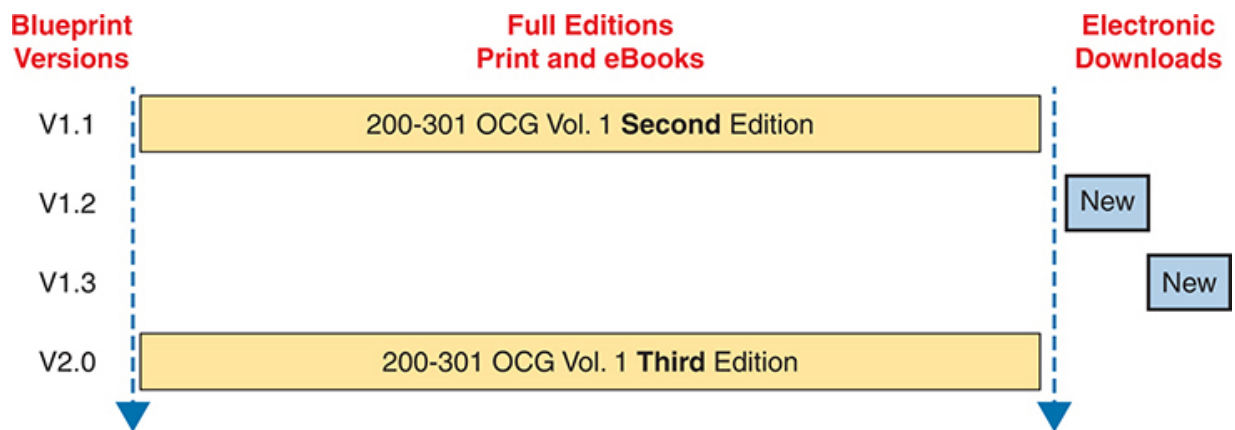 Blueprint
Versions
Full Editions
Print and eBooks
Electronic
Downloads
V1.1
200-301 OCG Vol. 1 Second Edition
V1.2
New
V1.3
New
V2.0
200-301 OCG Vol. 1 Third Edition